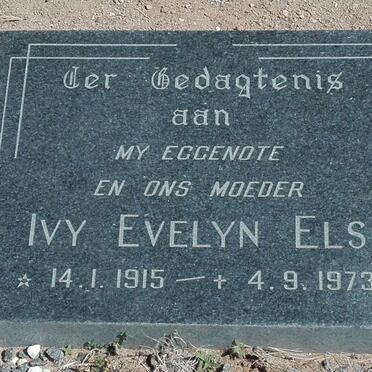 Ter Gedagtenis
aan
MY EGGENOTE
EN ONS MOEDER
IVY EVELYN ELS
☆ 14.1.1915 — + 4.9.1973